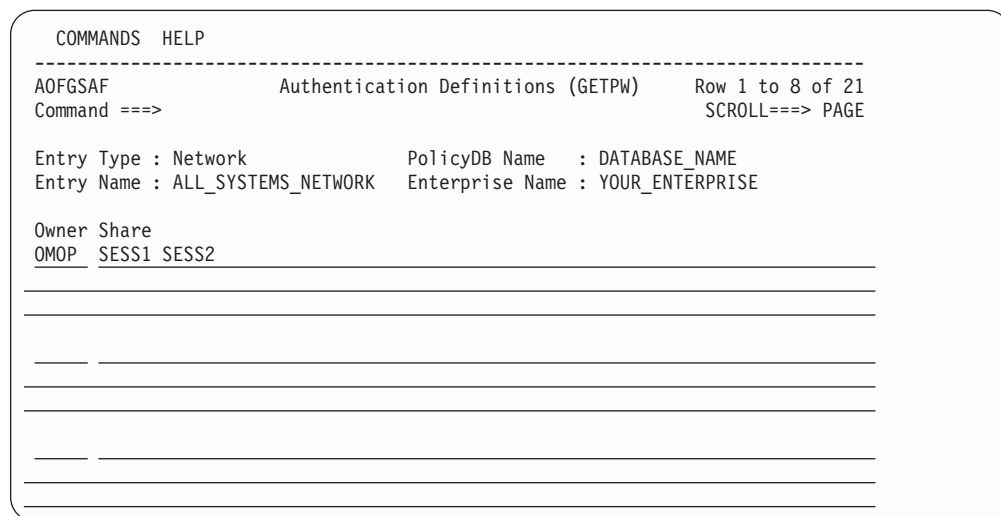 COMMANDS HELP
-------------------------------------------------------------------------------
AOFGSAF Authentication Definitions (GETPW) Row 1 to 8 of 21
Command ===> SCROLL===> PAGE
Entry Type : Network PolicyDB Name : DATABASE_NAME
Entry Name : ALL_SYSTEMS_NETWORK Enterprise Name : YOUR_ENTERPRISE
Owner Share
OMOP SESS1 SESS2